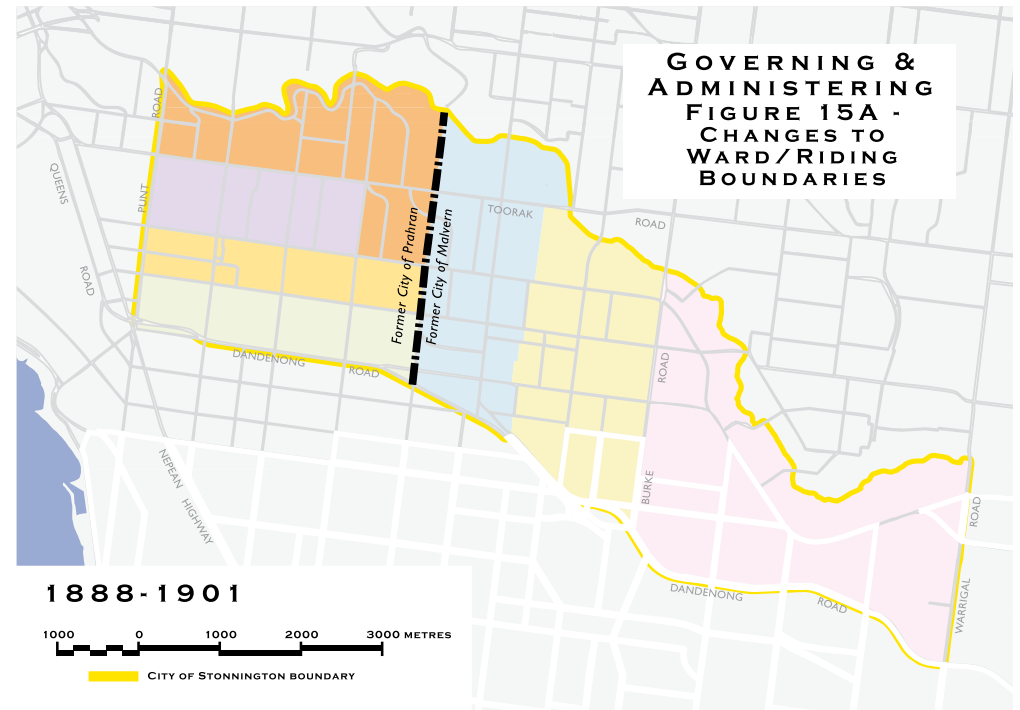 GOVERNING &
ADMINISTERING
FIGURE 15A -
CHANGES TO
WARD/RIDING
BOUNDARIES
ROAD
PUNT
QUEENS
ROAD
TOORAK
ROAD
Former City of Prahran
Former City of Malvern
DANDENONG
ROAD
ROAD
BURKE
NEPEAN
HIGHWAY
ROAD
WARRIGAL
DANDENONG
ROAD
1888-1901
1000 0 1000 2000 3000 METRES
CITY OF STONNINGTON BOUNDARY